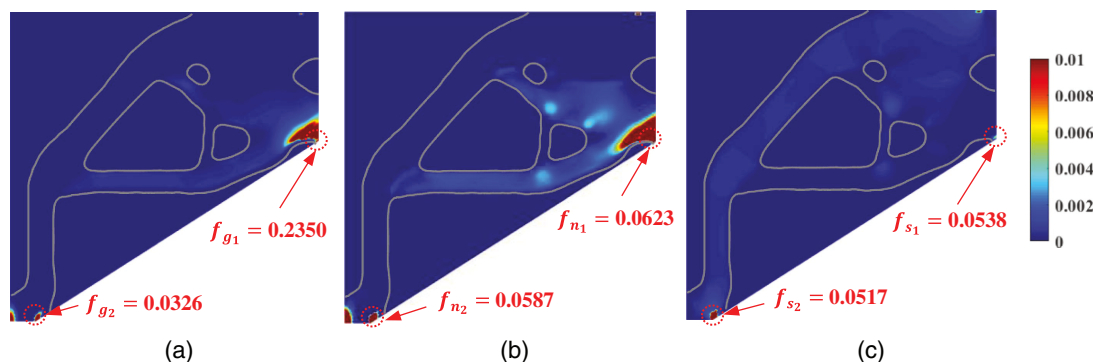 f_{g_1} = 0.2350
f_{g_2} = 0.0326
(a)
f_{n_1} = 0.0623
f_{n_2} = 0.0587
(b)
f_{s_1} = 0.0538
f_{s_2} = 0.0517
(c)
0.01
0.008
0.006
0.004
0.002
0